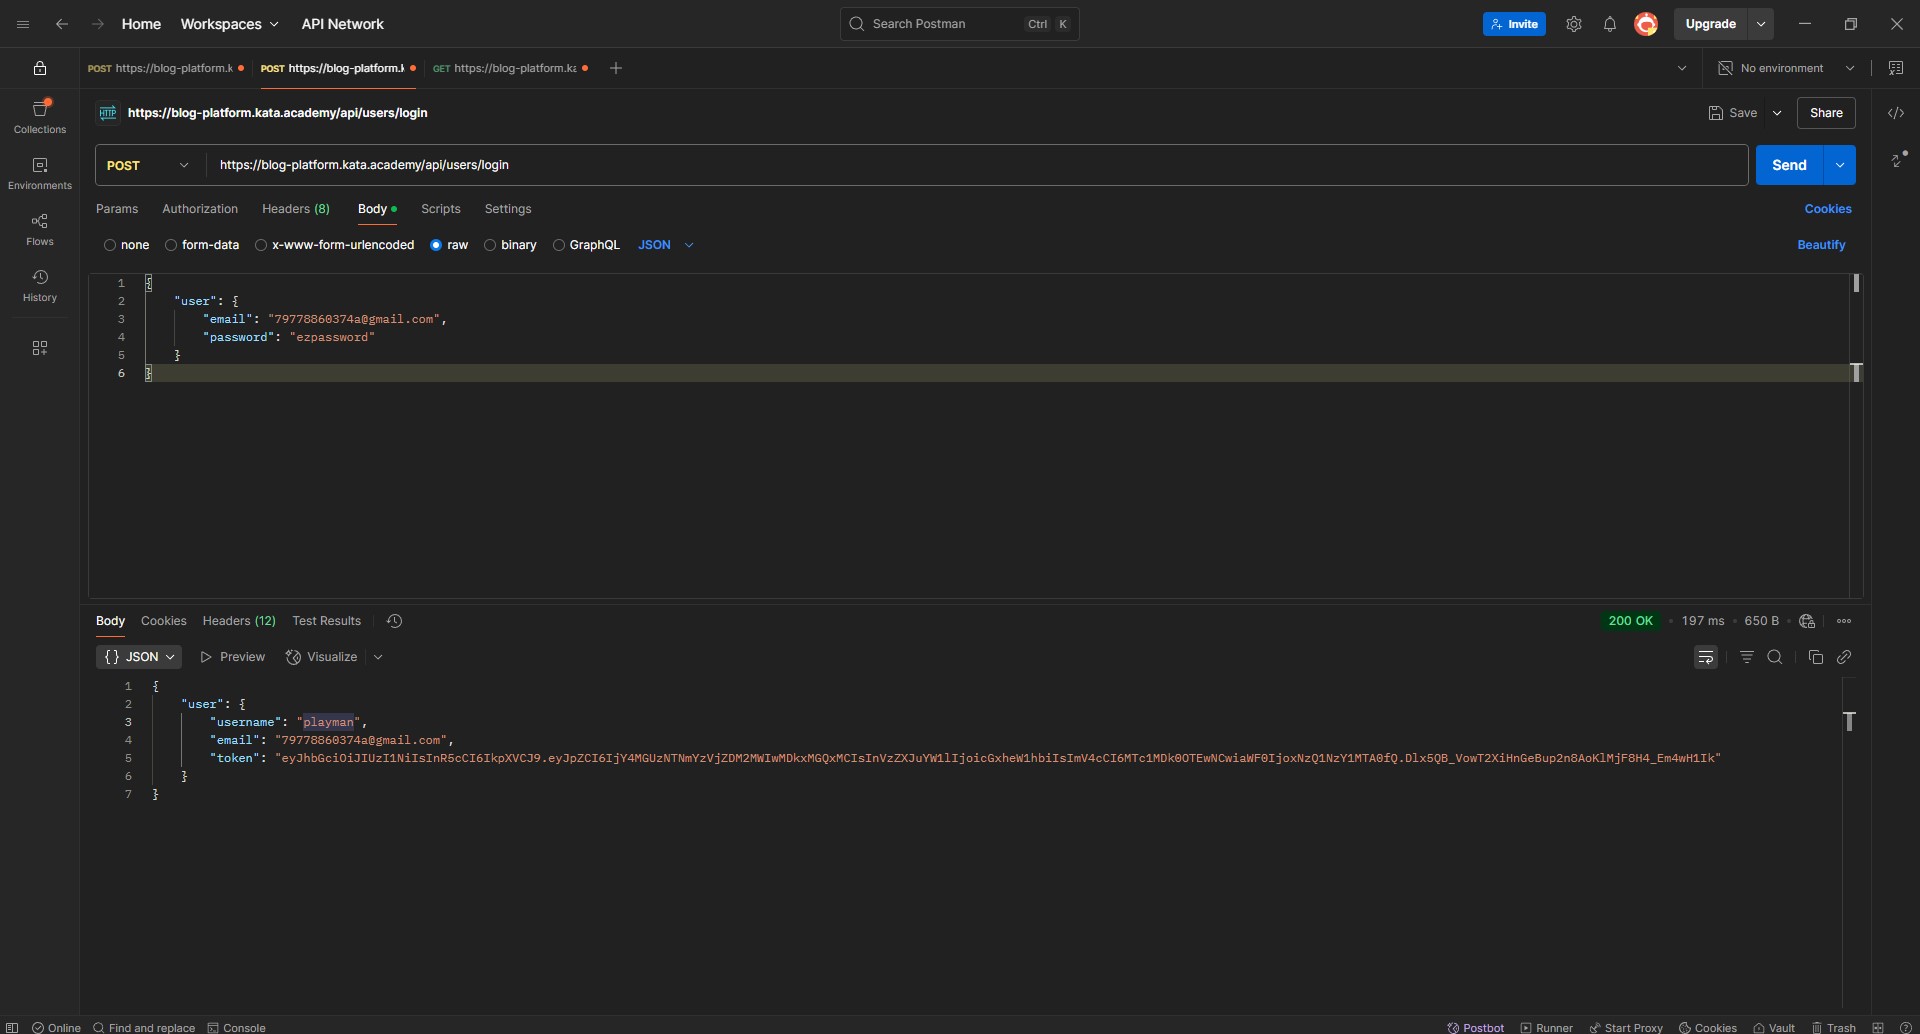 Home Workspaces API Network Search Postman Ctrl K Invite Upgrade
POST https://blog-platform.k POST https://blog-platform.k GET https://blog-platform.ka No environment
Collections
Environments
Flows
History
HTTP https://blog-platform.kata.academy/api/users/login Save Share
POST https://blog-platform.kata.academy/api/users/login Send
Params Authorization Headers (8) Body Scripts Settings Cookies
none form-data x-www-form-urlencoded raw binary GraphQL JSON Beautify
1 {
2 "user": {
3 "email": "79778860374a@gmail.com",
4 "password": "ezpassword"
5 }
6 }
Body Cookies Headers (12) Test Results 200 OK 197 ms 650 B
{} JSON Preview Visualize
1 {
2 "user": {
3 "username": "playman",
4 "email": "79778860374a@gmail.com",
5 "token": "eyJhbGciOiJIUzI1NiIsInR5cCI6IkpXVCJ9.eyJpZCI6IjY4MGUzNTNmYzVjZDM2MWIwMDkxMGQxMCIsInVzZXJuYW1lIjoicGxheW1hbiIsImV4cCI6MTc1MDk0OTEwNCwiaWF0IjoxNzQ1NzY1MTA0fQ.Dlx5QB_VowT2XiHnGeBup2n8AoKlMjF8H4_Em4wH1Ik"
6 }
7 }
Online Find and replace Console Postbot Runner Start Proxy Cookies Vault Trash